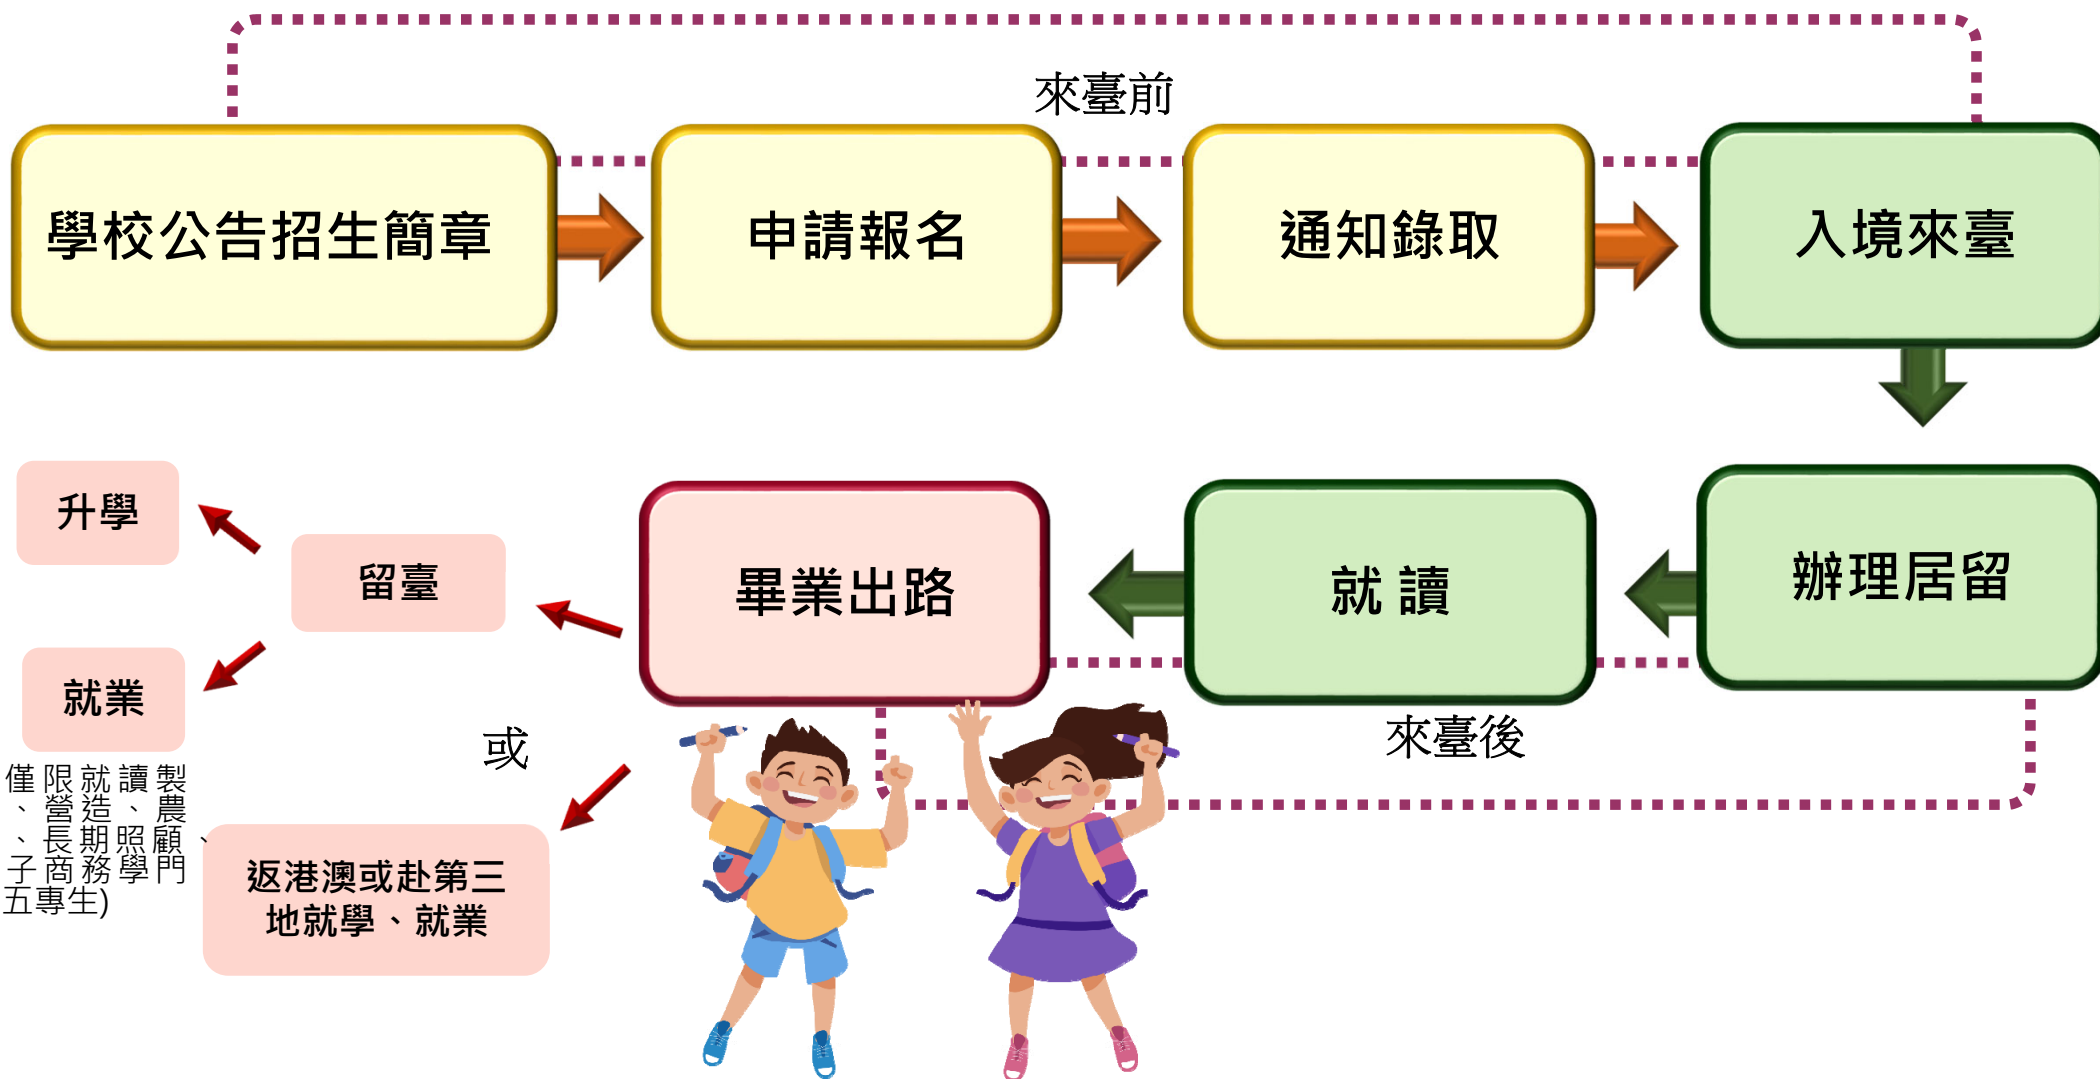 來臺前
學校公告招生簡章
申請報名
通知錄取
入境來臺
辦理居留
就 讀
畢業出路
來臺後
留臺
升學
就業
僅限就讀製
、營造、農
、長期照顧、
子商務學門
五專生)
或
返港澳或赴第三
地就學、就業